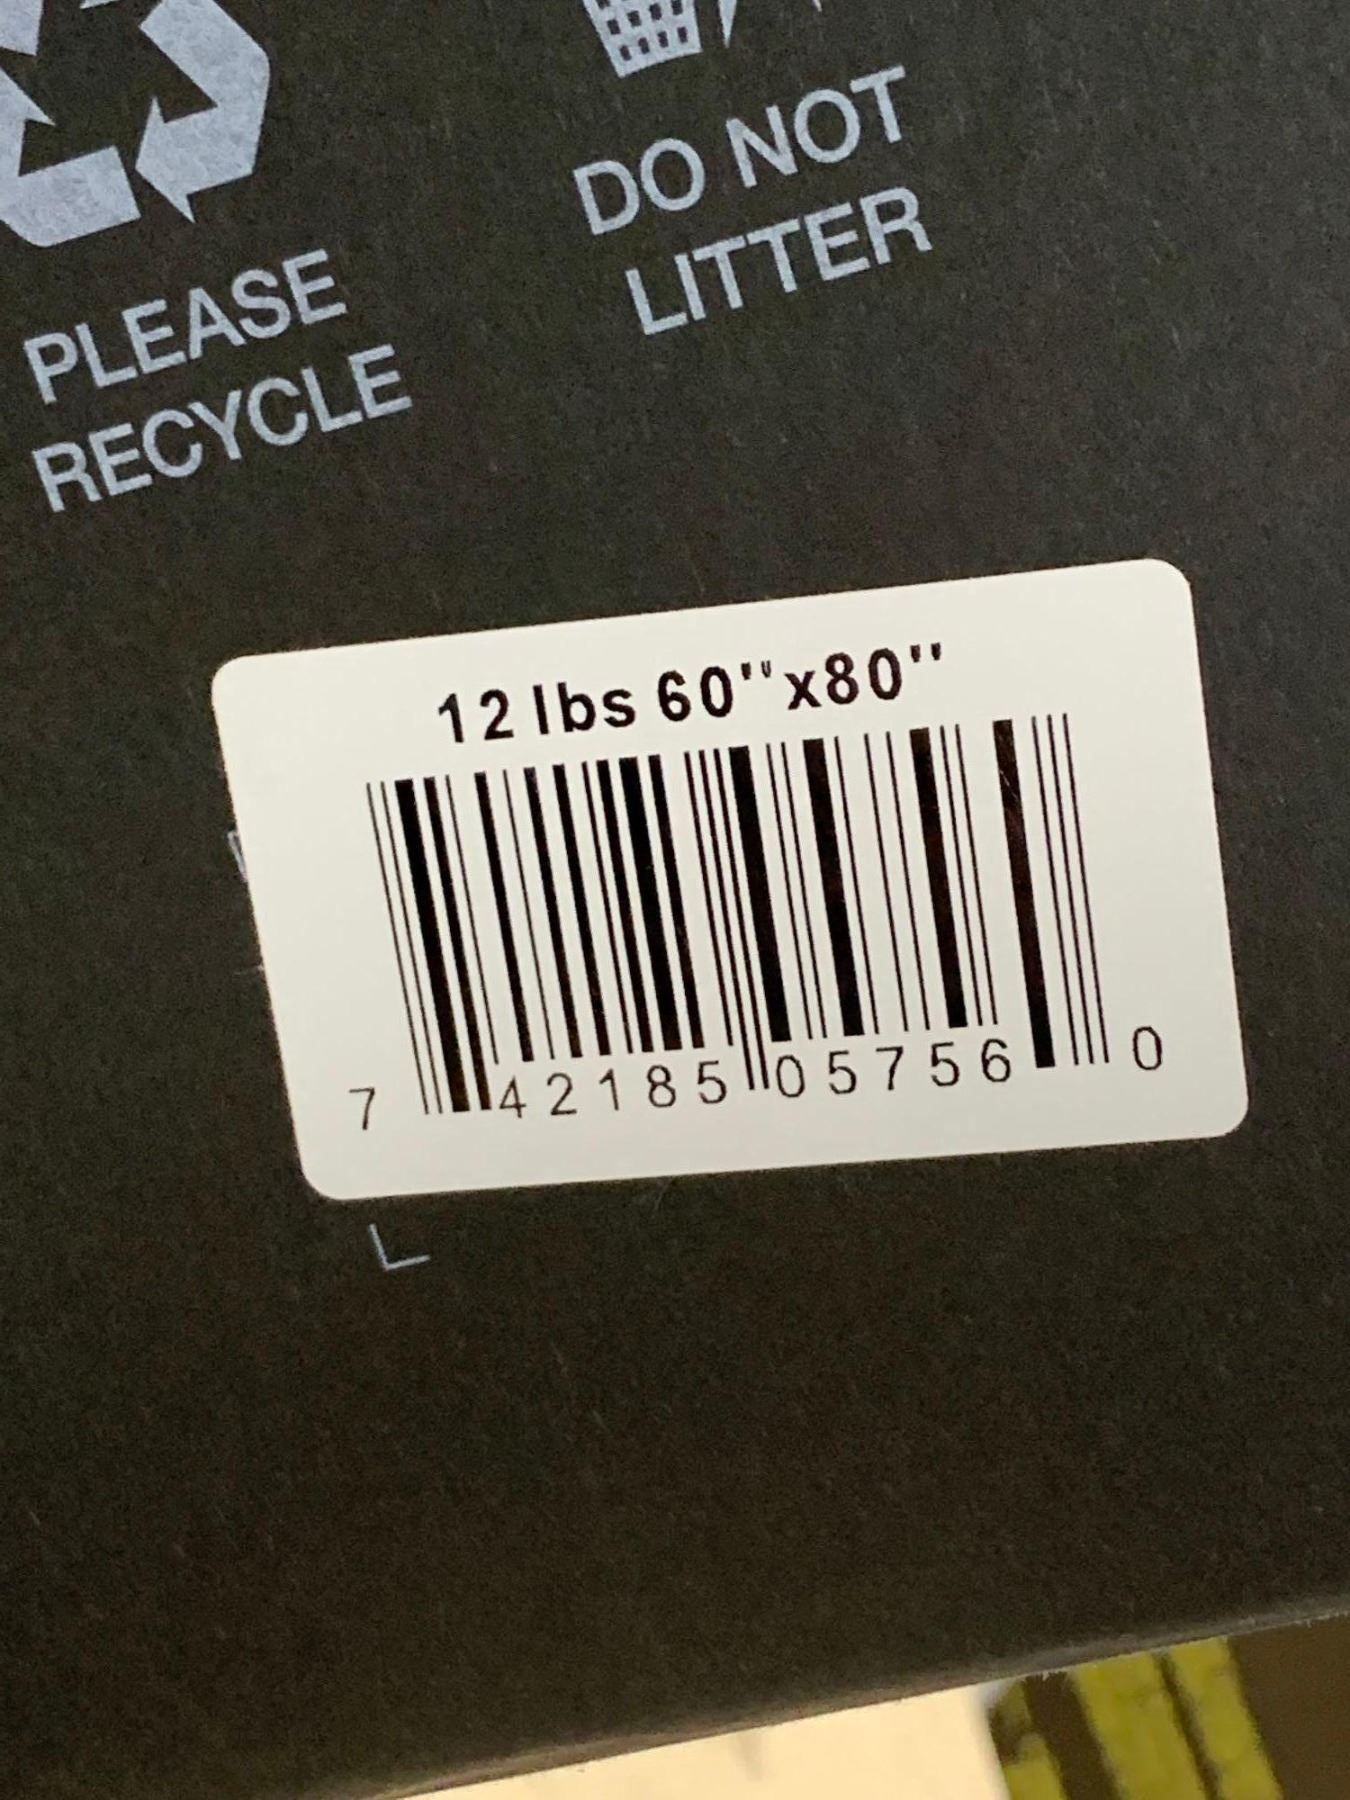 DO NOT
LITTER
PLEASE
RECYCLE
12 lbs 60''x80''
7 42185 05756 0